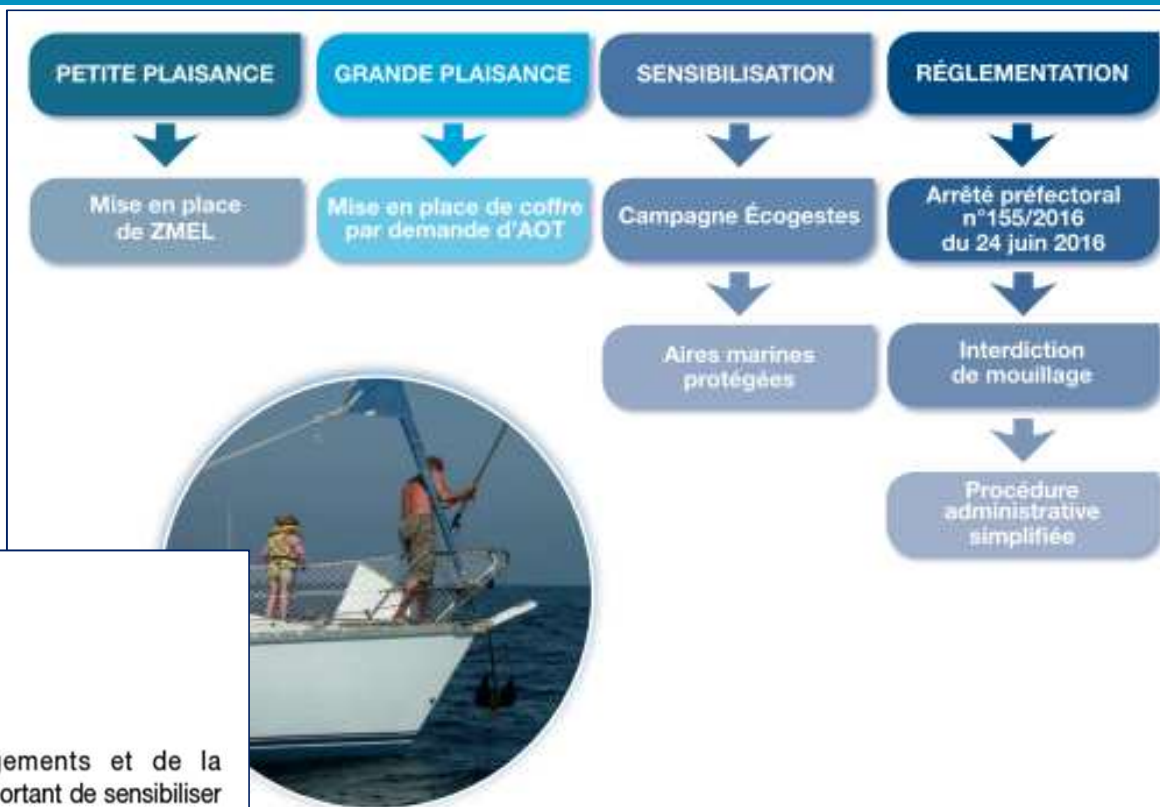 PETITE PLAISANCE
GRANDE PLAISANCE
SENSIBILISATION
RÉGLEMENTATION
Mise en place
de ZMEL
Mise en place de coffre
par demande d'AOT
Campagne Écogestes
Arrêté préfectoral
n°155/2016
du 24 juin 2016
Aires marines
protégées
Interdiction
de mouillage
Procédure
administrative
simplifiée
et de la
de sensibiliser